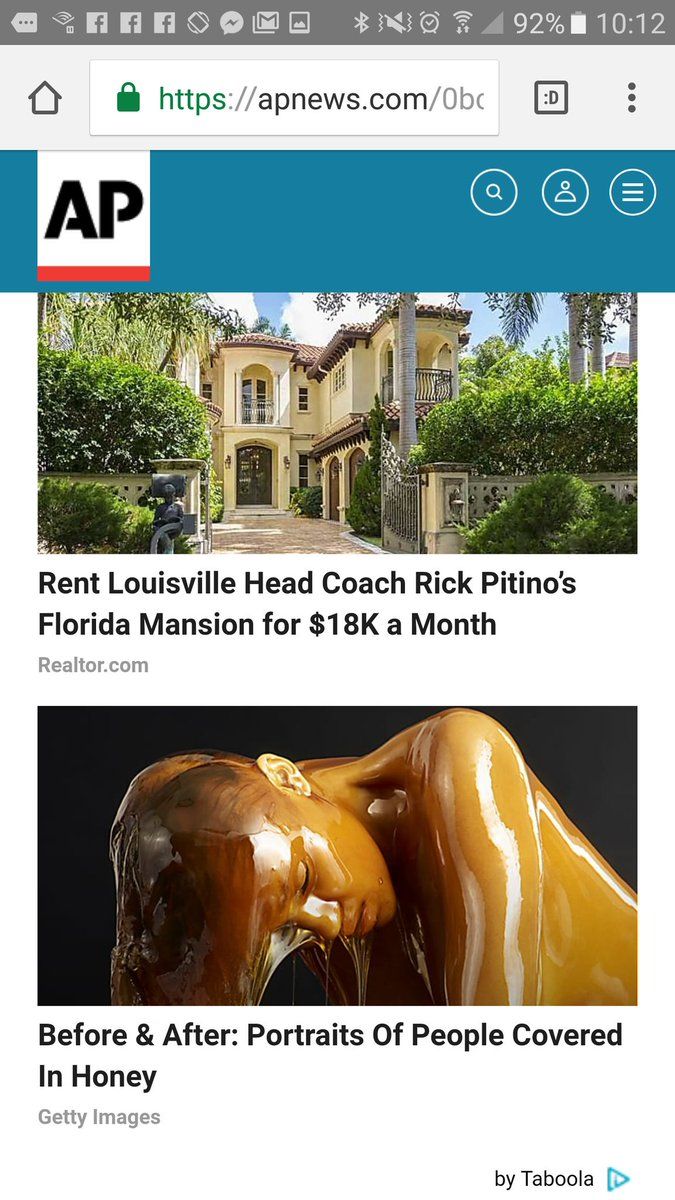 92% 10:12
https://apnews.com/0bc
:D
AP
Rent Louisville Head Coach Rick Pitino's
Florida Mansion for $18K a Month
Realtor.com
Before & After: Portraits Of People Covered
In Honey
Getty Images
by Taboola